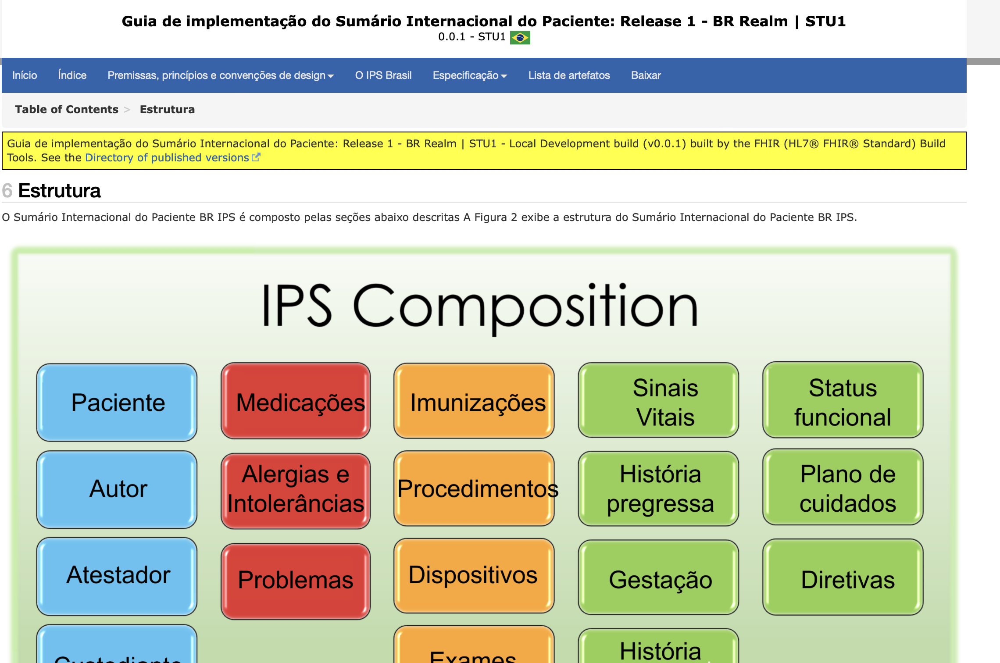 Guia de implementação do Sumário Internacional do Paciente: Release 1 - BR Realm | STU1
0.0.1 - STU1
Início Índice Premissas, princípios e convenções de design O IPS Brasil Especificação Lista de artefatos Baixar
Table of Contents > Estrutura
Guia de implementação do Sumário Internacional do Paciente: Release 1 - BR Realm | STU1 - Local Development build (v0.0.1) built by the FHIR (HL7® FHIR® Standard) Build
Tools. See the Directory of published versions
6 Estrutura
O Sumário Internacional do Paciente BR IPS é composto pelas seções abaixo descritas A Figura 2 exibe a estrutura do Sumário Internacional do Paciente BR IPS.
IPS Composition
Paciente
Medicações
Imunizações
Sinais
Vitais
Status
funcional
Autor
Alergias e
Intolerâncias
Procedimentos
História
pregressa
Plano de
cuidados
Atestador
Problemas
Dispositivos
Gestação
Diretivas
Custodiante
Exames
História